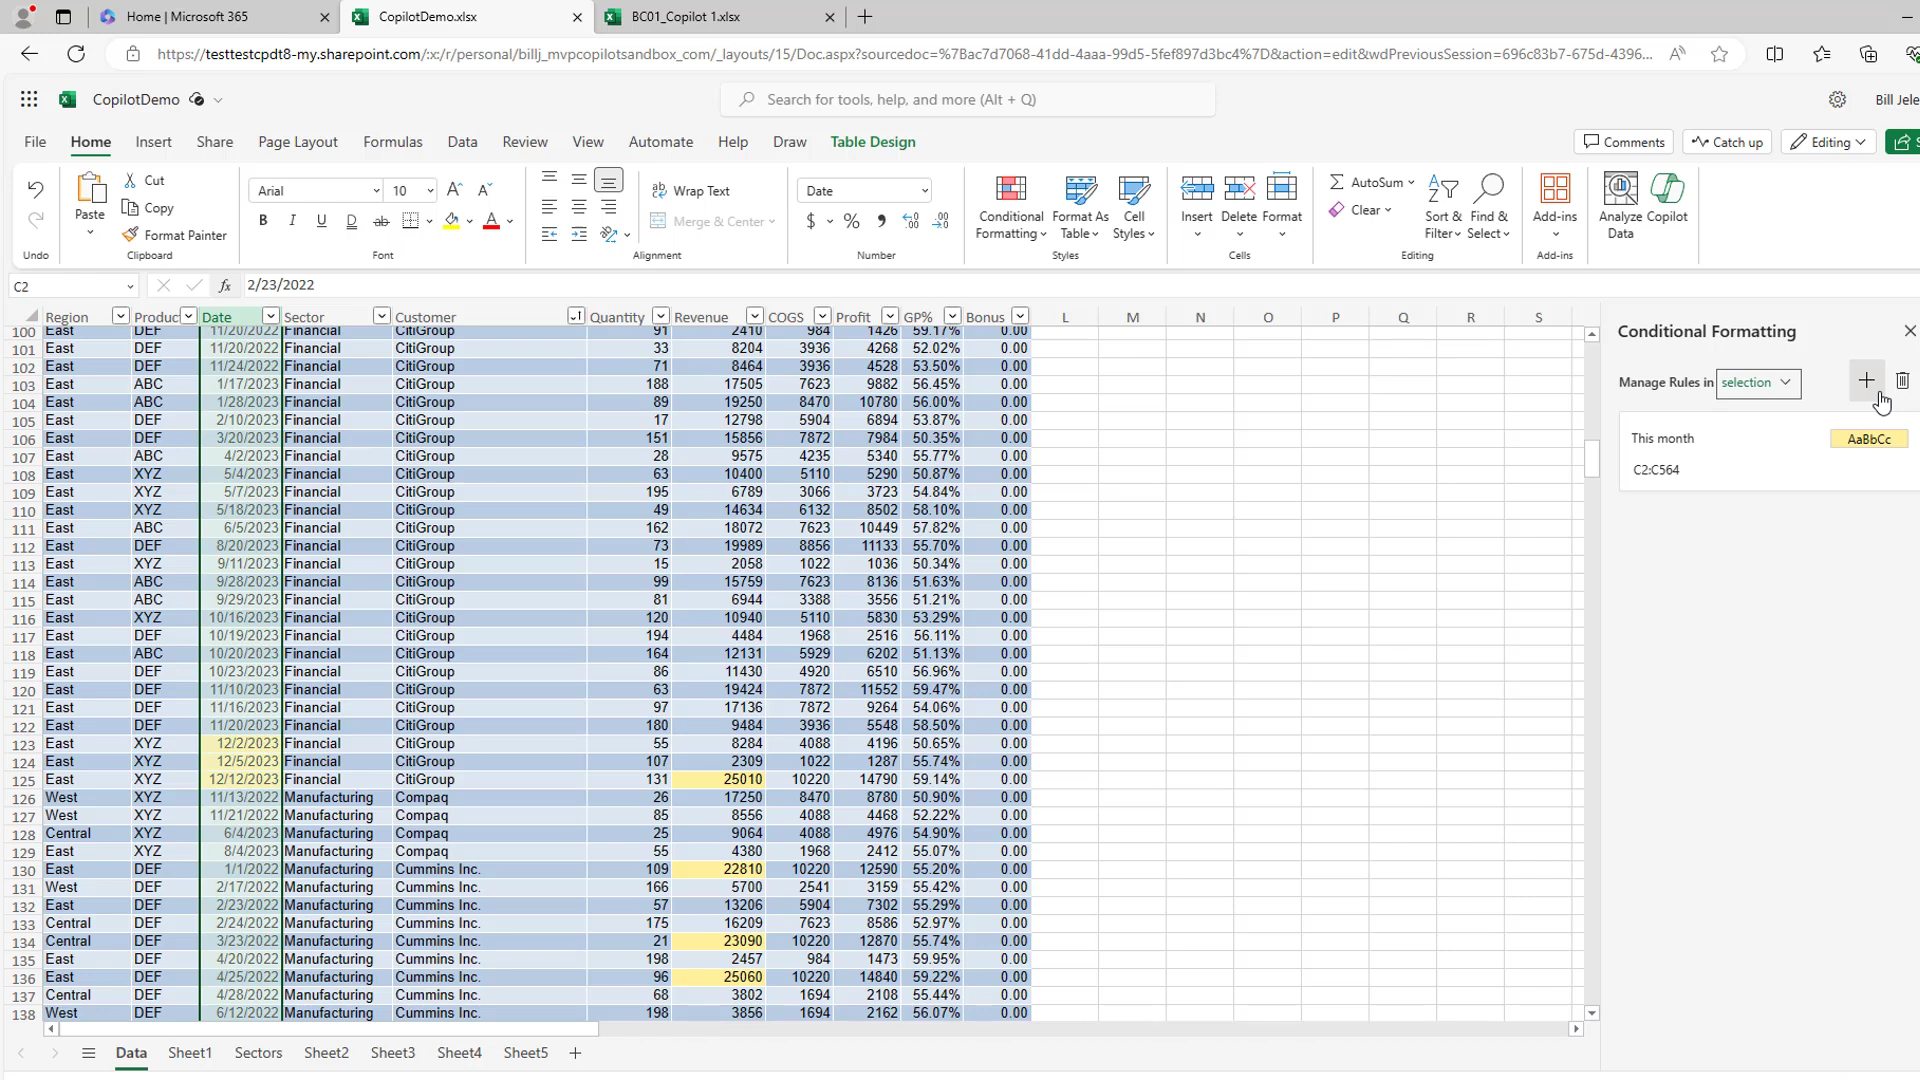 Home | Microsoft 365
CopilotDemo.xlsx
BC01_Copilot 1.xlsx
https://testtestcpdt8-my.sharepoint.com/:x:/r/personal/billj_mvpcopilotsandbox_com/_layouts/15/Doc.aspx?sourcedoc=%7Bac7d7068-41dd-4aaa-99d5-5fef897d3bc4%7D&action=edit&wdPreviousSession=696c83b7-675d-4396...
CopilotDemo
Search for tools, help, and more (Alt + Q)
Bill Jele
File Home Insert Share Page Layout Formulas Data Review View Automate Help Draw Table Design
Comments Catch up Editing S
Paste Cut Copy Format Painter
Arial 10
B I U D ab A
Wrap Text
Merge & Center
Date
$ % 9
Conditional Formatting Format As Table Cell Styles
Insert Delete Format
AutoSum Clear Sort & Filter Find & Select
Add-ins Analyze Data Copilot
Undo Clipboard Font Alignment Number Styles Cells Editing Add-ins
C2 fx 2/23/2022
Region Product Date Sector Customer Quantity Revenue COGS Profit GP% Bonus L M N O P Q R S
100 East DEF 11/20/2022 Financial CitiGroup 91 2410 984 1426 59.17% 0.00
101 East DEF 11/20/2022 Financial CitiGroup 33 8204 3936 4268 52.02% 0.00
102 East DEF 11/24/2022 Financial CitiGroup 71 8464 3936 4528 53.50% 0.00
103 East ABC 1/17/2023 Financial CitiGroup 188 17505 7623 9882 56.45% 0.00
104 East ABC 1/28/2023 Financial CitiGroup 89 19250 8470 10780 56.00% 0.00
105 East DEF 2/10/2023 Financial CitiGroup 17 12798 5904 6894 53.87% 0.00
106 East DEF 3/20/2023 Financial CitiGroup 151 15856 7872 7984 50.35% 0.00
107 East ABC 4/2/2023 Financial CitiGroup 28 9575 4235 5340 55.77% 0.00
108 East XYZ 5/4/2023 Financial CitiGroup 63 10400 5110 5290 50.87% 0.00
109 East XYZ 5/7/2023 Financial CitiGroup 195 6789 3066 3723 54.84% 0.00
110 East XYZ 5/18/2023 Financial CitiGroup 49 14634 6132 8502 58.10% 0.00
111 East ABC 6/5/2023 Financial CitiGroup 162 18072 7623 10449 57.82% 0.00
112 East DEF 8/20/2023 Financial CitiGroup 73 19989 8856 11133 55.70% 0.00
113 East XYZ 9/11/2023 Financial CitiGroup 15 2058 1022 1036 50.34% 0.00
114 East ABC 9/28/2023 Financial CitiGroup 99 15759 7623 8136 51.63% 0.00
115 East ABC 9/29/2023 Financial CitiGroup 81 6944 3388 3556 51.21% 0.00
116 East XYZ 10/16/2023 Financial CitiGroup 120 10940 5110 5830 53.29% 0.00
117 East DEF 10/19/2023 Financial CitiGroup 194 4484 1968 2516 56.11% 0.00
118 East ABC 10/20/2023 Financial CitiGroup 164 12131 5929 6202 51.13% 0.00
119 East DEF 10/23/2023 Financial CitiGroup 86 11430 4920 6510 56.96% 0.00
120 East DEF 11/10/2023 Financial CitiGroup 63 19424 7872 11552 59.47% 0.00
121 East DEF 11/16/2023 Financial CitiGroup 97 17136 7872 9264 54.06% 0.00
122 East DEF 11/20/2023 Financial CitiGroup 180 9484 3936 5548 58.50% 0.00
123 East XYZ 12/2/2023 Financial CitiGroup 55 8284 4088 4196 50.65% 0.00
124 East XYZ 12/5/2023 Financial CitiGroup 107 2309 1022 1287 55.74% 0.00
125 East XYZ 12/12/2023 Financial CitiGroup 131 25010 10220 14790 59.14% 0.00
126 West XYZ 11/13/2022 Manufacturing Compaq 26 17250 8470 8780 50.90% 0.00
127 West XYZ 11/21/2022 Manufacturing Compaq 85 8556 4088 4468 52.22% 0.00
128 Central XYZ 6/4/2023 Manufacturing Compaq 25 9064 4088 4976 54.90% 0.00
129 East XYZ 8/4/2023 Manufacturing Compaq 55 4380 1968 2412 55.07% 0.00
130 East DEF 1/1/2022 Manufacturing Cummins Inc. 109 22810 10220 12590 55.20% 0.00
131 West DEF 2/17/2022 Manufacturing Cummins Inc. 166 5700 2541 3159 55.42% 0.00
132 East DEF 2/23/2022 Manufacturing Cummins Inc. 57 13206 5904 7302 55.29% 0.00
133 Central DEF 2/24/2022 Manufacturing Cummins Inc. 175 16209 7623 8586 52.97% 0.00
134 Central DEF 3/23/2022 Manufacturing Cummins Inc. 21 23090 10220 12870 55.74% 0.00
135 East DEF 4/20/2022 Manufacturing Cummins Inc. 198 2457 984 1473 59.95% 0.00
136 East DEF 4/25/2022 Manufacturing Cummins Inc. 96 25060 10220 14840 59.22% 0.00
137 Central DEF 4/28/2022 Manufacturing Cummins Inc. 68 3802 1694 2108 55.44% 0.00
138 West DEF 6/12/2022 Manufacturing Cummins Inc. 198 3856 1694 2162 56.07% 0.00
Conditional Formatting
Manage Rules in selection
This month AaBbCc
C2:C564
Data Sheet1 Sectors Sheet2 Sheet3 Sheet4 Sheet5